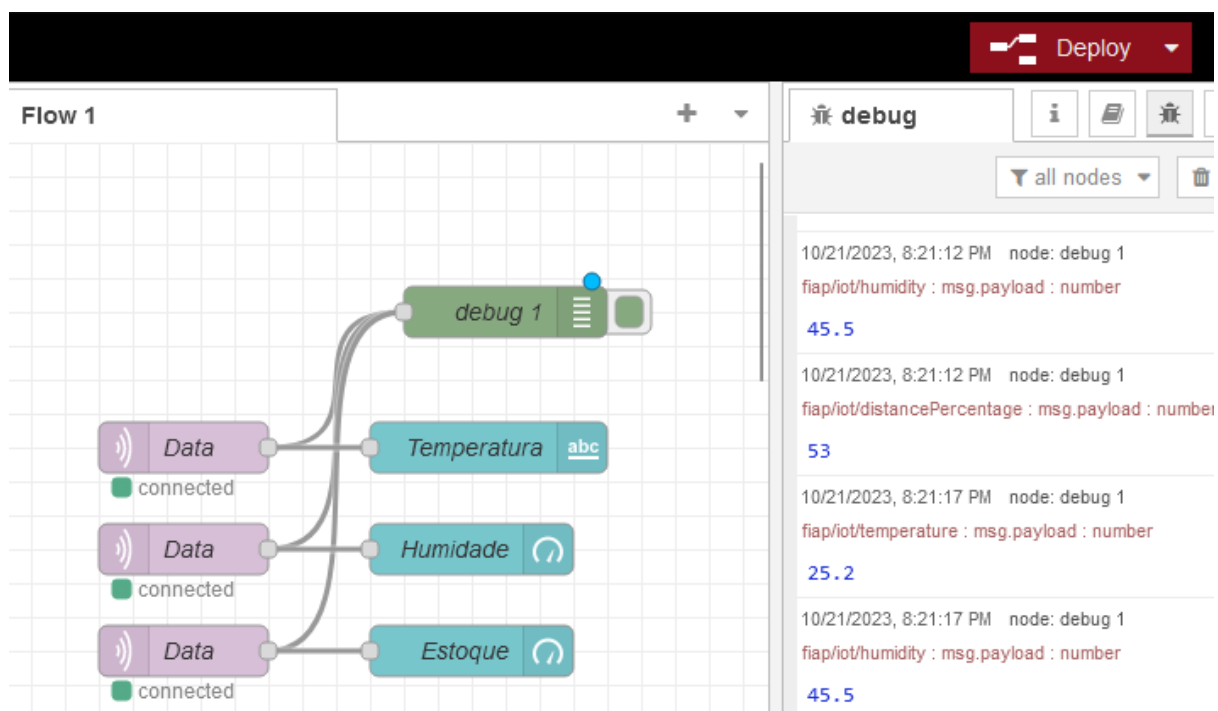 Deploy
Flow 1
debug
all nodes
debug 1
Data
connected
Temperatura
abc
Data
connected
Humidade
Data
connected
Estoque
10/21/2023, 8:21:12 PM node: debug 1
fiap/iot/humidity : msg.payload : number
45.5
10/21/2023, 8:21:12 PM node: debug 1
fiap/iot/distancePercentage : msg.payload : number
53
10/21/2023, 8:21:17 PM node: debug 1
fiap/iot/temperature : msg.payload : number
25.2
10/21/2023, 8:21:17 PM node: debug 1
fiap/iot/humidity : msg.payload : number
45.5